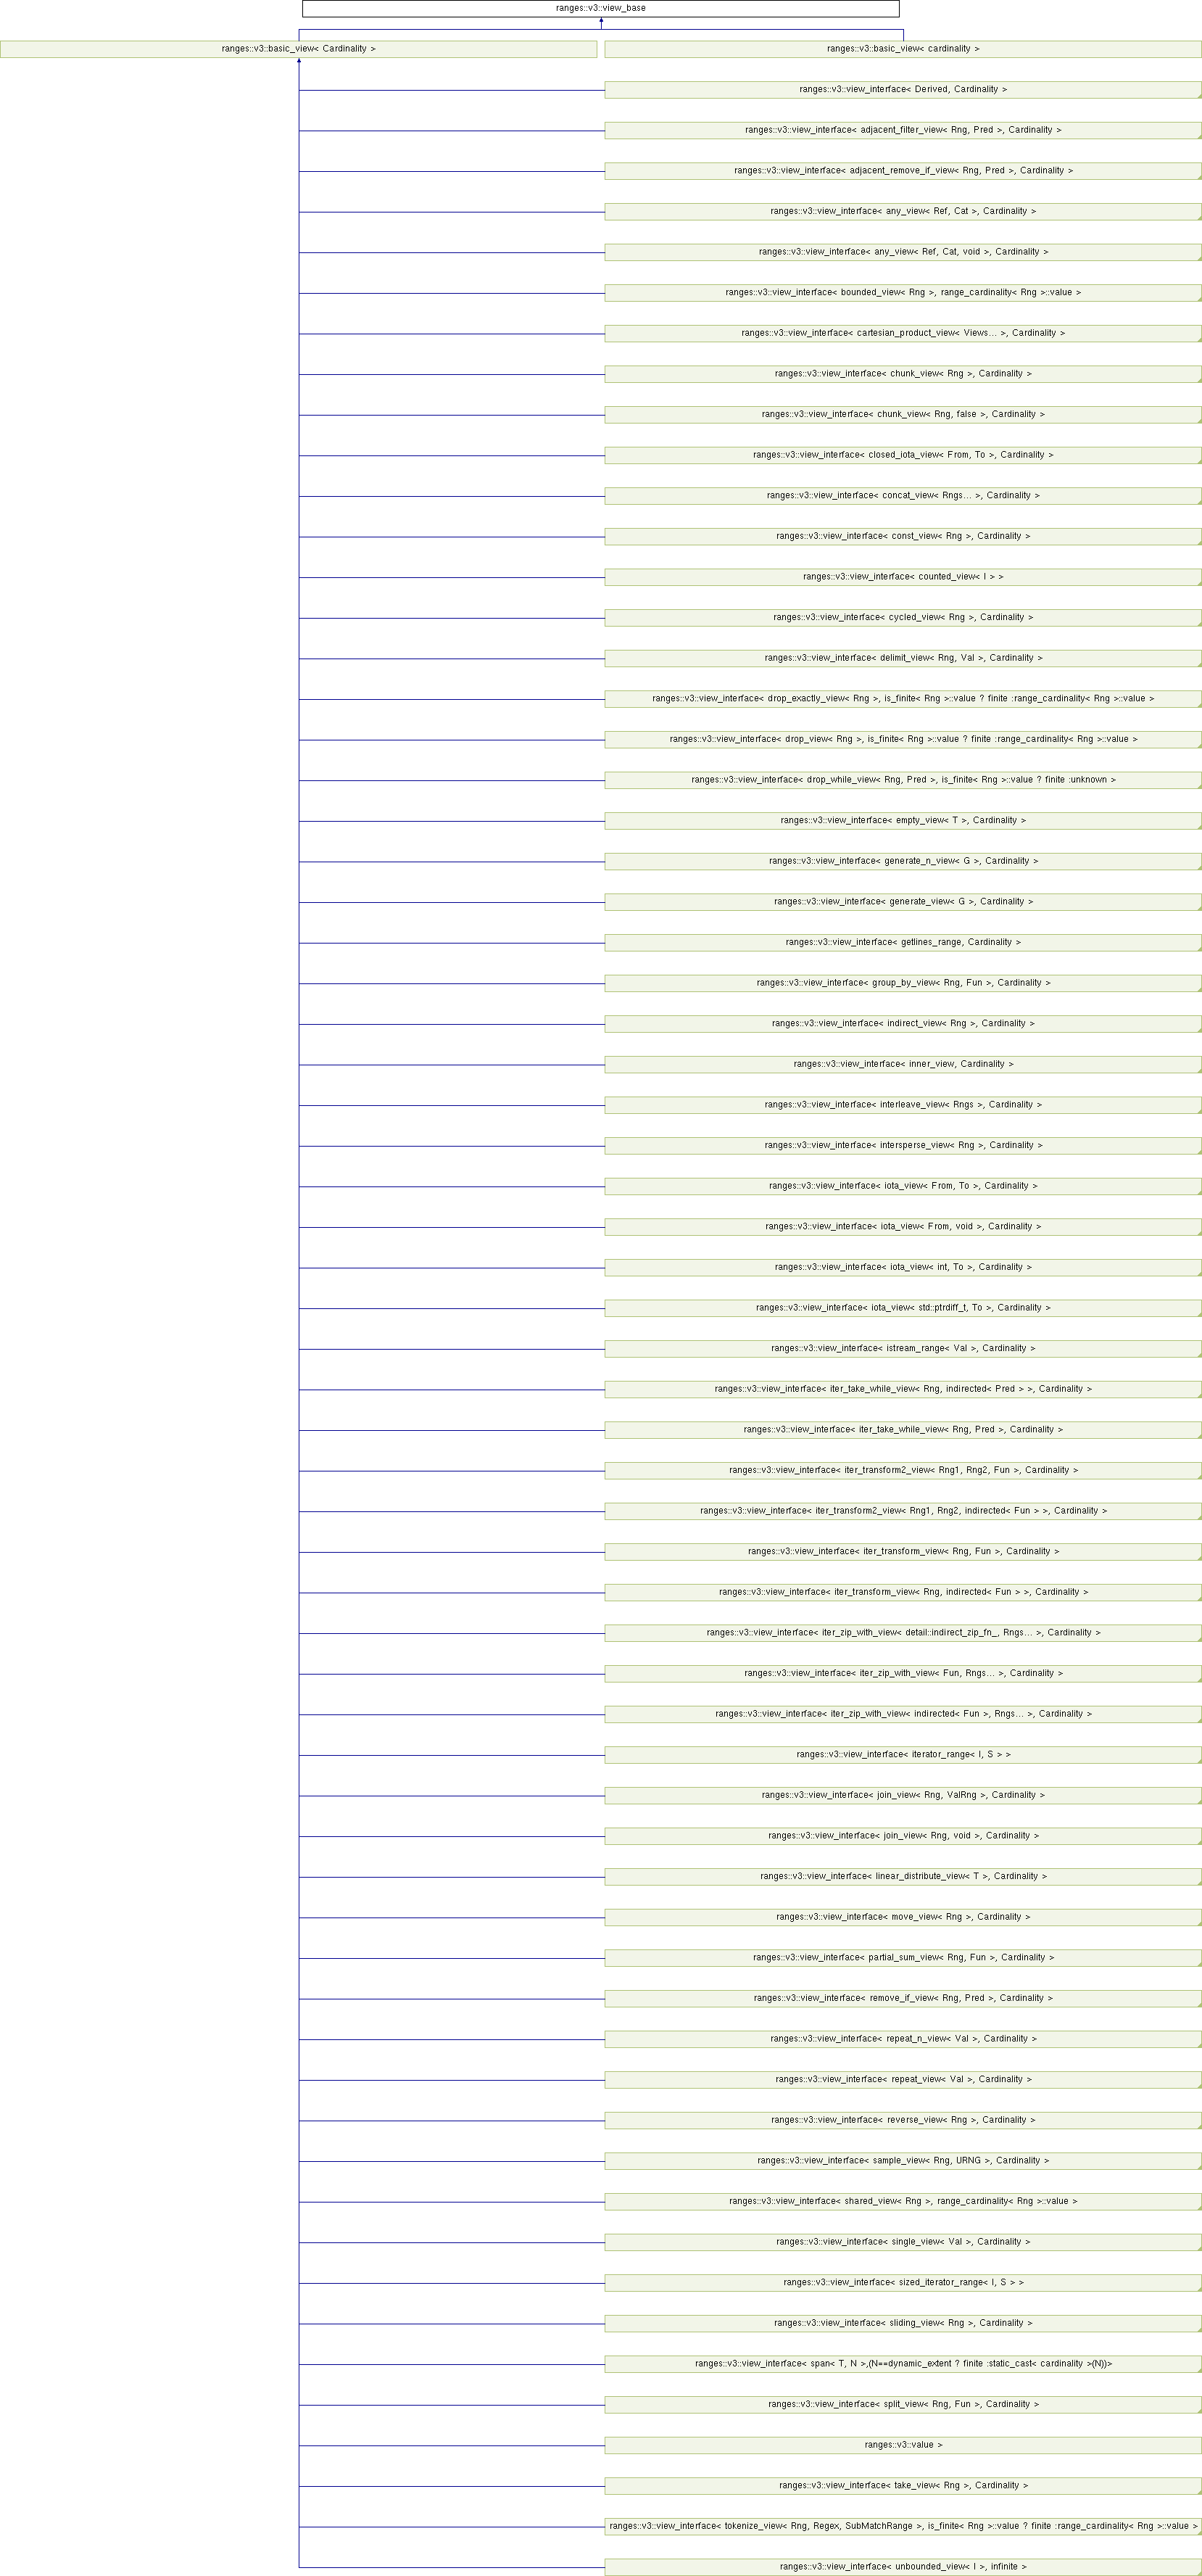 ranges::v3::view_base
ranges::v3::basic_view< Cardinality >
ranges::v3::basic_view< cardinality >
ranges::v3::view_interface< Derived, Cardinality >
ranges::v3::view_interface< adjacent_filter_view< Rng, Pred >, Cardinality >
ranges::v3::view_interface< adjacent_remove_if_view< Rng, Pred >, Cardinality >
ranges::v3::view_interface< any_view< Ref, Cat >, Cardinality >
ranges::v3::view_interface< any_view< Ref, Cat, void >, Cardinality >
ranges::v3::view_interface< bounded_view< Rng >, range_cardinality< Rng >::value >
ranges::v3::view_interface< cartesian_product_view< Views... >, Cardinality >
ranges::v3::view_interface< chunk_view< Rng >, Cardinality >
ranges::v3::view_interface< chunk_view< Rng, false >, Cardinality >
ranges::v3::view_interface< closed_iota_view< From, To >, Cardinality >
ranges::v3::view_interface< concat_view< Rngs... >, Cardinality >
ranges::v3::view_interface< const_view< Rng >, Cardinality >
ranges::v3::view_interface< counted_view< I > >
ranges::v3::view_interface< cycled_view< Rng >, Cardinality >
ranges::v3::view_interface< delimit_view< Rng, Val >, Cardinality >
ranges::v3::view_interface< drop_exactly_view< Rng >, is_finite< Rng >::value ? finite :range_cardinality< Rng >::value >
ranges::v3::view_interface< drop_view< Rng >, is_finite< Rng >::value ? finite :range_cardinality< Rng >::value >
ranges::v3::view_interface< drop_while_view< Rng, Pred >, is_finite< Rng >::value ? finite :unknown >
ranges::v3::view_interface< empty_view< T >, Cardinality >
ranges::v3::view_interface< generate_n_view< G >, Cardinality >
ranges::v3::view_interface< generate_view< G >, Cardinality >
ranges::v3::view_interface< getlines_range, Cardinality >
ranges::v3::view_interface< group_by_view< Rng, Fun >, Cardinality >
ranges::v3::view_interface< indirect_view< Rng >, Cardinality >
ranges::v3::view_interface< inner_view, Cardinality >
ranges::v3::view_interface< interleave_view< Rngs >, Cardinality >
ranges::v3::view_interface< intersperse_view< Rng >, Cardinality >
ranges::v3::view_interface< iota_view< From, To >, Cardinality >
ranges::v3::view_interface< iota_view< From, void >, Cardinality >
ranges::v3::view_interface< iota_view< int, To >, Cardinality >
ranges::v3::view_interface< iota_view< std::ptrdiff_t, To >, Cardinality >
ranges::v3::view_interface< istream_range< Val >, Cardinality >
ranges::v3::view_interface< iter_take_while_view< Rng, indirected< Pred > >, Cardinality >
ranges::v3::view_interface< iter_take_while_view< Rng, Pred >, Cardinality >
ranges::v3::view_interface< iter_transform2_view< Rng1, Rng2, Fun >, Cardinality >
ranges::v3::view_interface< iter_transform2_view< Rng1, Rng2, indirected< Fun > >, Cardinality >
ranges::v3::view_interface< iter_transform_view< Rng, Fun >, Cardinality >
ranges::v3::view_interface< iter_transform_view< Rng, indirected< Fun > >, Cardinality >
ranges::v3::view_interface< iter_zip_with_view< detail::indirect_zip_fn_, Rngs... >, Cardinality >
ranges::v3::view_interface< iter_zip_with_view< Fun, Rngs... >, Cardinality >
ranges::v3::view_interface< iter_zip_with_view< indirected< Fun >, Rngs... >, Cardinality >
ranges::v3::view_interface< iterator_range< I, S > >
ranges::v3::view_interface< join_view< Rng, ValRng >, Cardinality >
ranges::v3::view_interface< join_view< Rng, void >, Cardinality >
ranges::v3::view_interface< linear_distribute_view< T >, Cardinality >
ranges::v3::view_interface< move_view< Rng >, Cardinality >
ranges::v3::view_interface< partial_sum_view< Rng, Fun >, Cardinality >
ranges::v3::view_interface< remove_if_view< Rng, Pred >, Cardinality >
ranges::v3::view_interface< repeat_n_view< Val >, Cardinality >
ranges::v3::view_interface< repeat_view< Val >, Cardinality >
ranges::v3::view_interface< reverse_view< Rng >, Cardinality >
ranges::v3::view_interface< sample_view< Rng, URNG >, Cardinality >
ranges::v3::view_interface< shared_view< Rng >, range_cardinality< Rng >::value >
ranges::v3::view_interface< single_view< Val >, Cardinality >
ranges::v3::view_interface< sized_iterator_range< I, S > >
ranges::v3::view_interface< sliding_view< Rng >, Cardinality >
ranges::v3::view_interface< span< T, N >,(N==dynamic_extent ? finite :static_cast< cardinality >(N))>
ranges::v3::view_interface< split_view< Rng, Fun >, Cardinality >
ranges::v3::value >
ranges::v3::view_interface< take_view< Rng >, Cardinality >
ranges::v3::view_interface< tokenize_view< Rng, Regex, SubMatchRange >, is_finite< Rng >::value ? finite :range_cardinality< Rng >::value >
ranges::v3::view_interface< unbounded_view< I >, infinite >